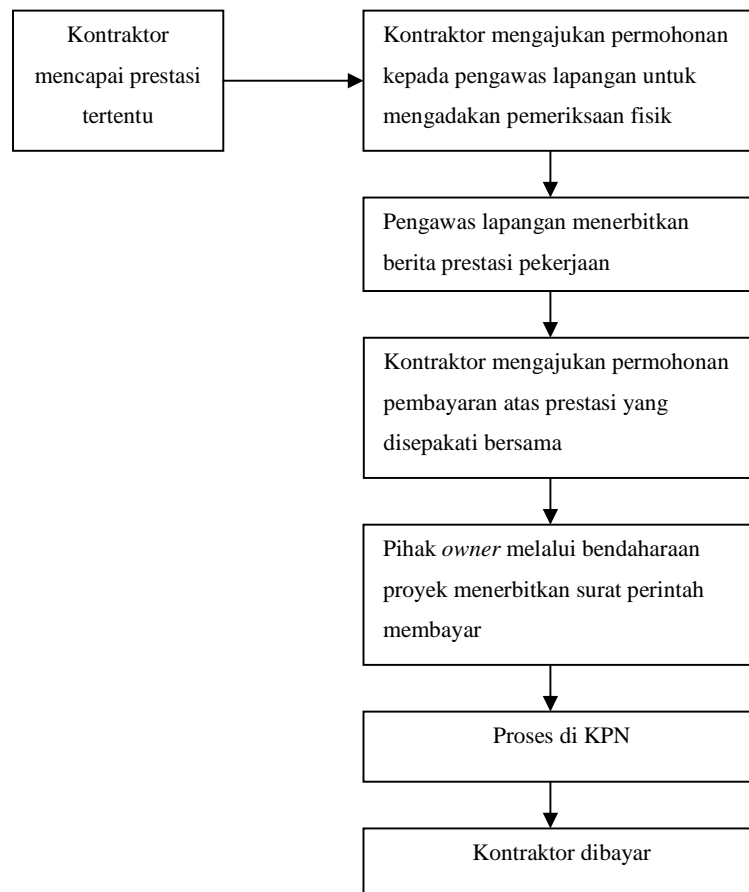 Kontraktor
mencapai prestasi
tertentu
Kontraktor mengajukan permohonan
kepada pengawas lapangan untuk
mengadakan pemeriksaan fisik
Pengawas lapangan menerbitkan
berita prestasi pekerjaan
Kontraktor mengajukan permohonan
pembayaran atas prestasi yang
disepakati bersama
Pihak owner melalui bendaharaan
proyek menerbitkan surat perintah
membayar
Proses di KPN
Kontraktor dibayar